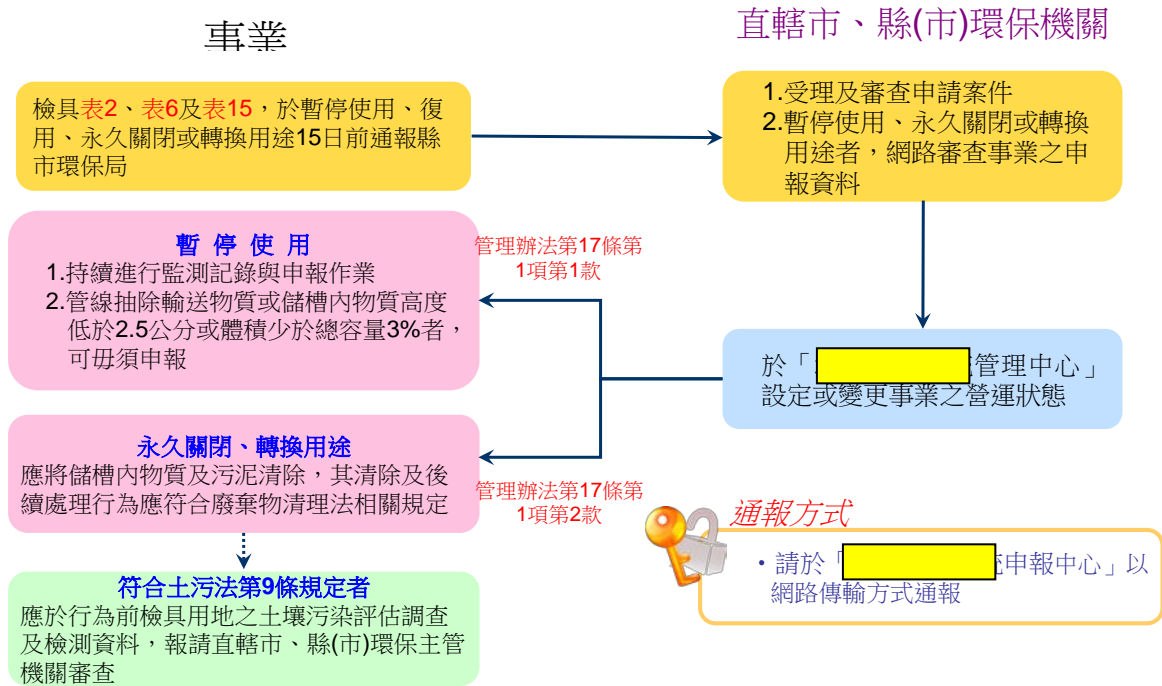 事業
直轄市、縣(市)環保機關
檢具表2、表6及表15，於暫停使用、復
用、永久關閉或轉換用途15日前通報縣
市環保局
1.受理及審查申請案件
2.暫停使用、永久關閉或轉換
用途者，網路審查事業之申
報資料
暫 停 使 用
1.持續進行監測記錄與申報作業
2.管線抽除輸送物質或儲槽內物質高度
低於2.5公分或體積少於總容量3%者，
可毋須申報
管理辦法第17條第
1項第1款
於「 管理中心」
設定或變更事業之營運狀態
永久關閉、轉換用途
應將儲槽內物質及污泥清除，其清除及後
續處理行為應符合廢棄物清理法相關規定
管理辦法第17條第
1項第2款
通報方式
・請於「 申報中心」以
網路傳輸方式通報
符合土污法第9條規定者
應於行為前檢具用地之土壤污染評估調查
及檢測資料，報請直轄市、縣(市)環保主管
機關審查